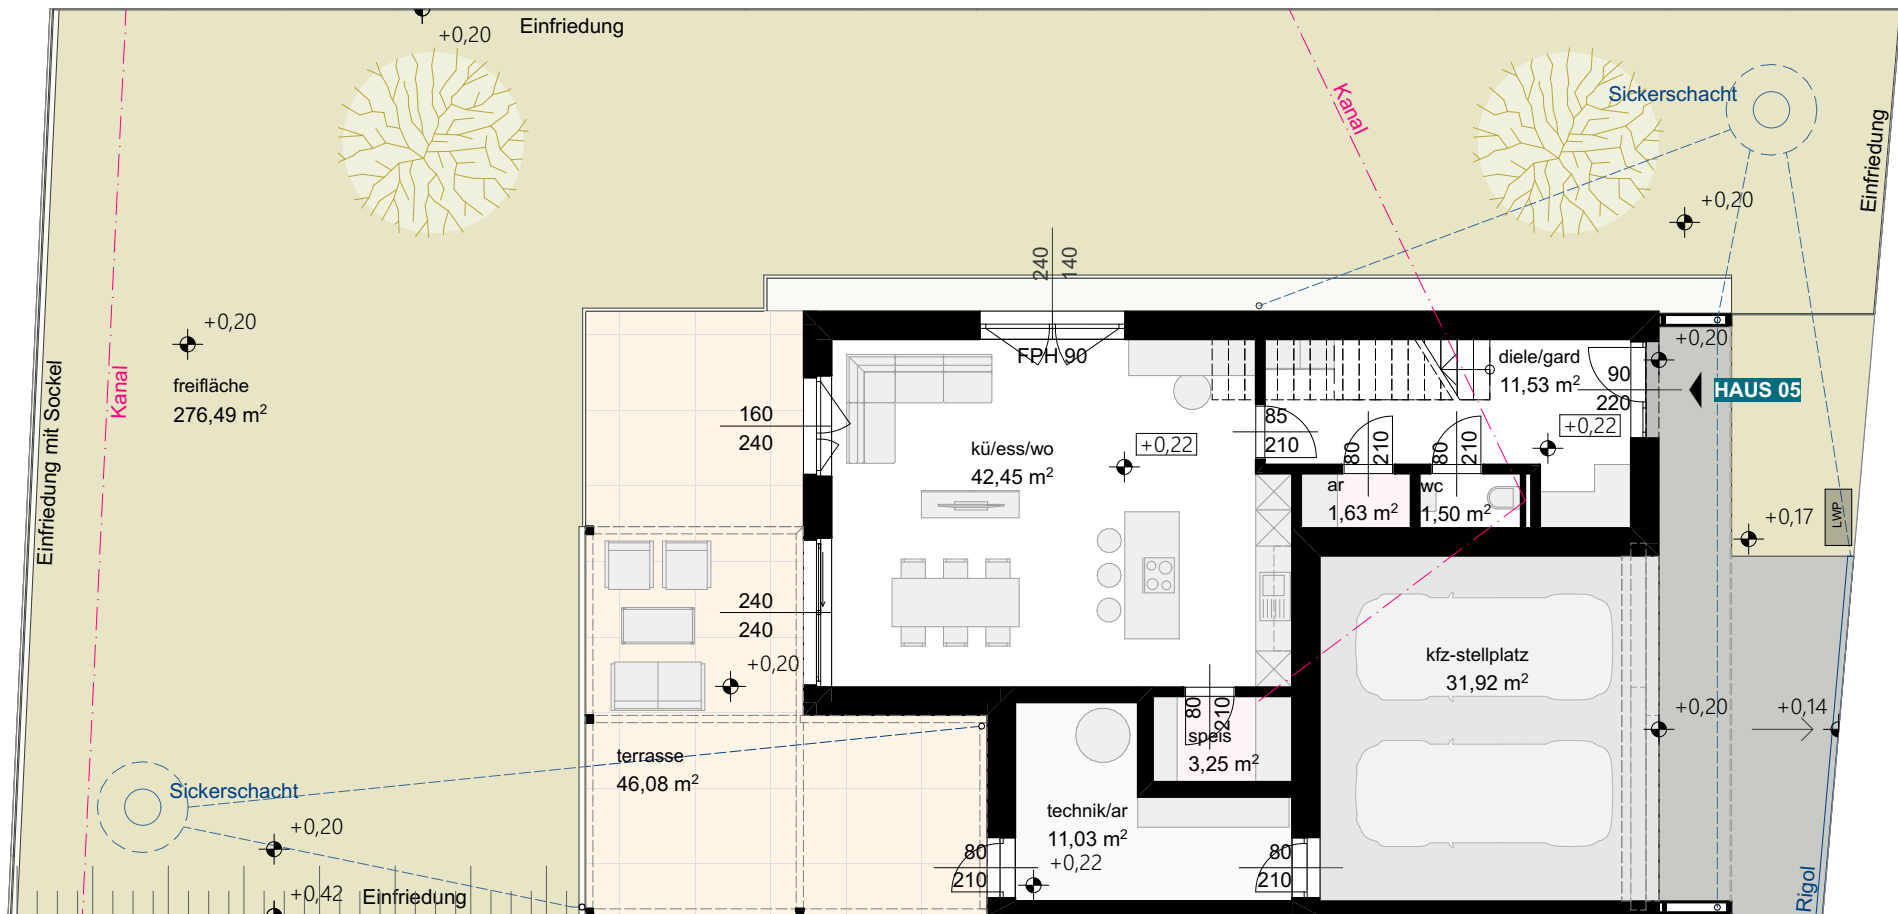 Einfriedung
+0,20
Kanal
Sickerschacht
Einfriedung
+0,20
240
140
+0,20
Kanal
freifläche
276,49 m²
Einfriedung mit Sockel
FPH 90
diele/gard
11,53 m²
90
220
+0,20
HAUS 05
+0,22
160
240
kü/ess/wo
42,45 m²
+0,22
85
210
80
210
80
210
ar
1,63 m²
wc
1,50 m²
LWP
+0,17
240
240
+0,20
kfz-stellplatz
31,92 m²
+0,20
+0,14
80
210
speis
3,25 m²
terrasse
46,08 m²
Sickerschacht
technik/ar
11,03 m²
+0,22
80
210
80
210
+0,20
+0,42
Einfriedung
Rigol